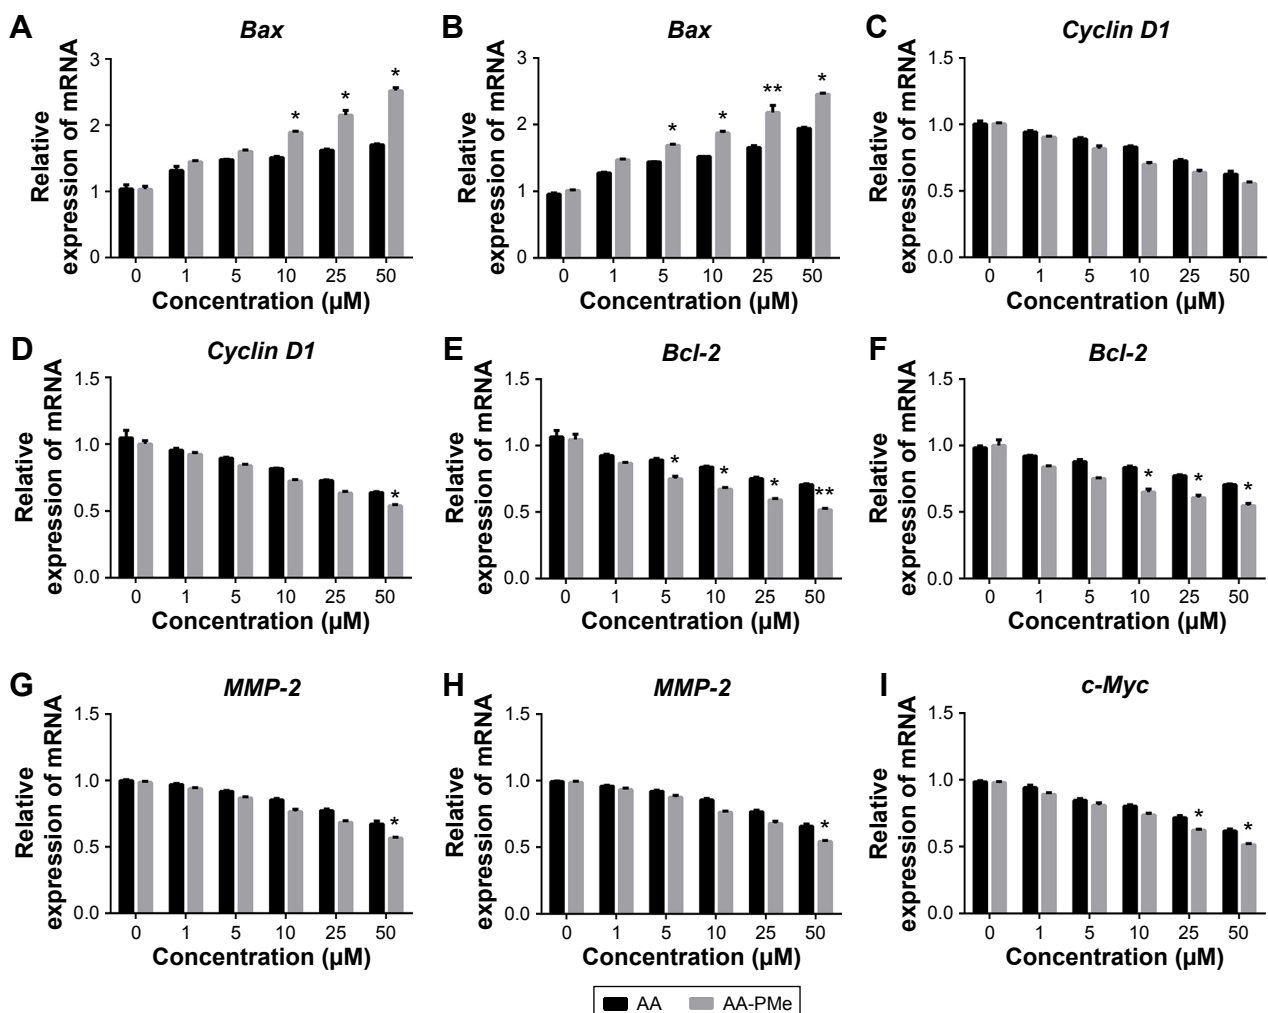 A
Bax
Relative
expression of mRNA
3
2
1
0
*
*
*
0 1 5 10 25 50
Concentration (µM)
B
Bax
Relative
expression of mRNA
3
2
1
0
*
*
**
*
0 1 5 10 25 50
Concentration (µM)
C
Cyclin D1
Relative
expression of mRNA
1.5
1.0
0.5
0.0
0 1 5 10 25 50
Concentration (µM)
D
Cyclin D1
Relative
expression of mRNA
1.5
1.0
0.5
0.0
*
0 1 5 10 25 50
Concentration (µM)
E
Bcl-2
Relative
expression of mRNA
1.5
1.0
0.5
0.0
*
*
*
**
0 1 5 10 25 50
Concentration (µM)
F
Bcl-2
Relative
expression of mRNA
1.5
1.0
0.5
0.0
*
*
*
0 1 5 10 25 50
Concentration (µM)
G
MMP-2
Relative
expression of mRNA
1.5
1.0
0.5
0.0
*
0 1 5 10 25 50
Concentration (µM)
H
MMP-2
Relative
expression of mRNA
1.5
1.0
0.5
0.0
*
0 1 5 10 25 50
Concentration (µM)
I
c-Myc
Relative
expression of mRNA
1.5
1.0
0.5
0.0
*
*
0 1 5 10 25 50
Concentration (µM)
AA AA-PMe